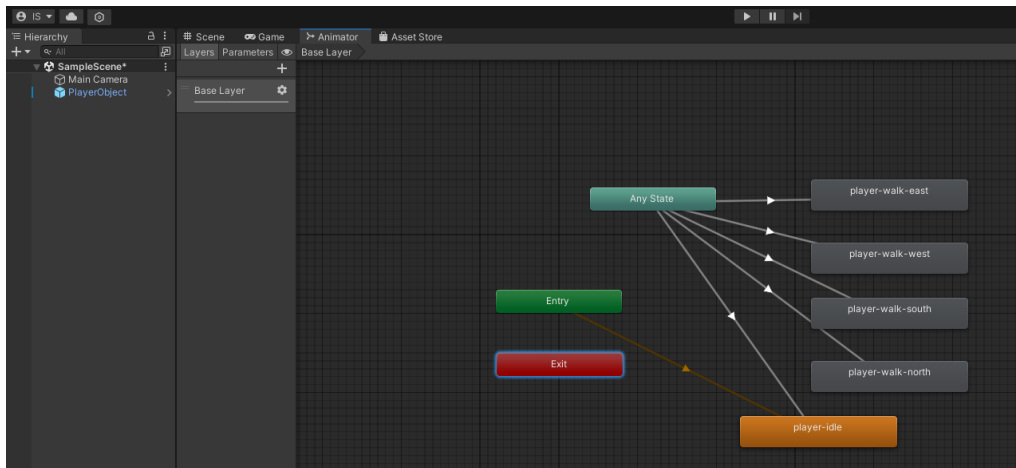 IS
Hierarchy
All
SampleScene*
Main Camera
PlayerObject
Scene
Game
Animator
Asset Store
Layers
Parameters
Base Layer
Base Layer
Any State
player-walk-east
player-walk-west
Entry
player-walk-south
Exit
player-walk-north
player-idle